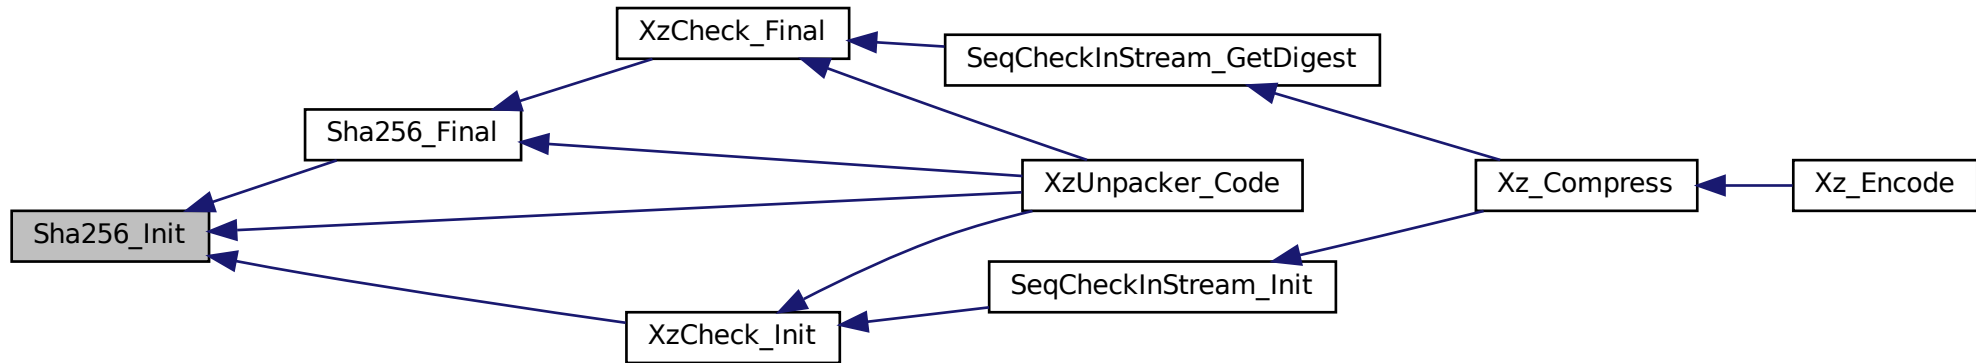 XzCheck_Final
SeqCheckInStream_GetDigest
Sha256_Final
XzUnpacker_Code
Xz_Compress
Xz_Encode
Sha256_Init
SeqCheckInStream_Init
XzCheck_Init